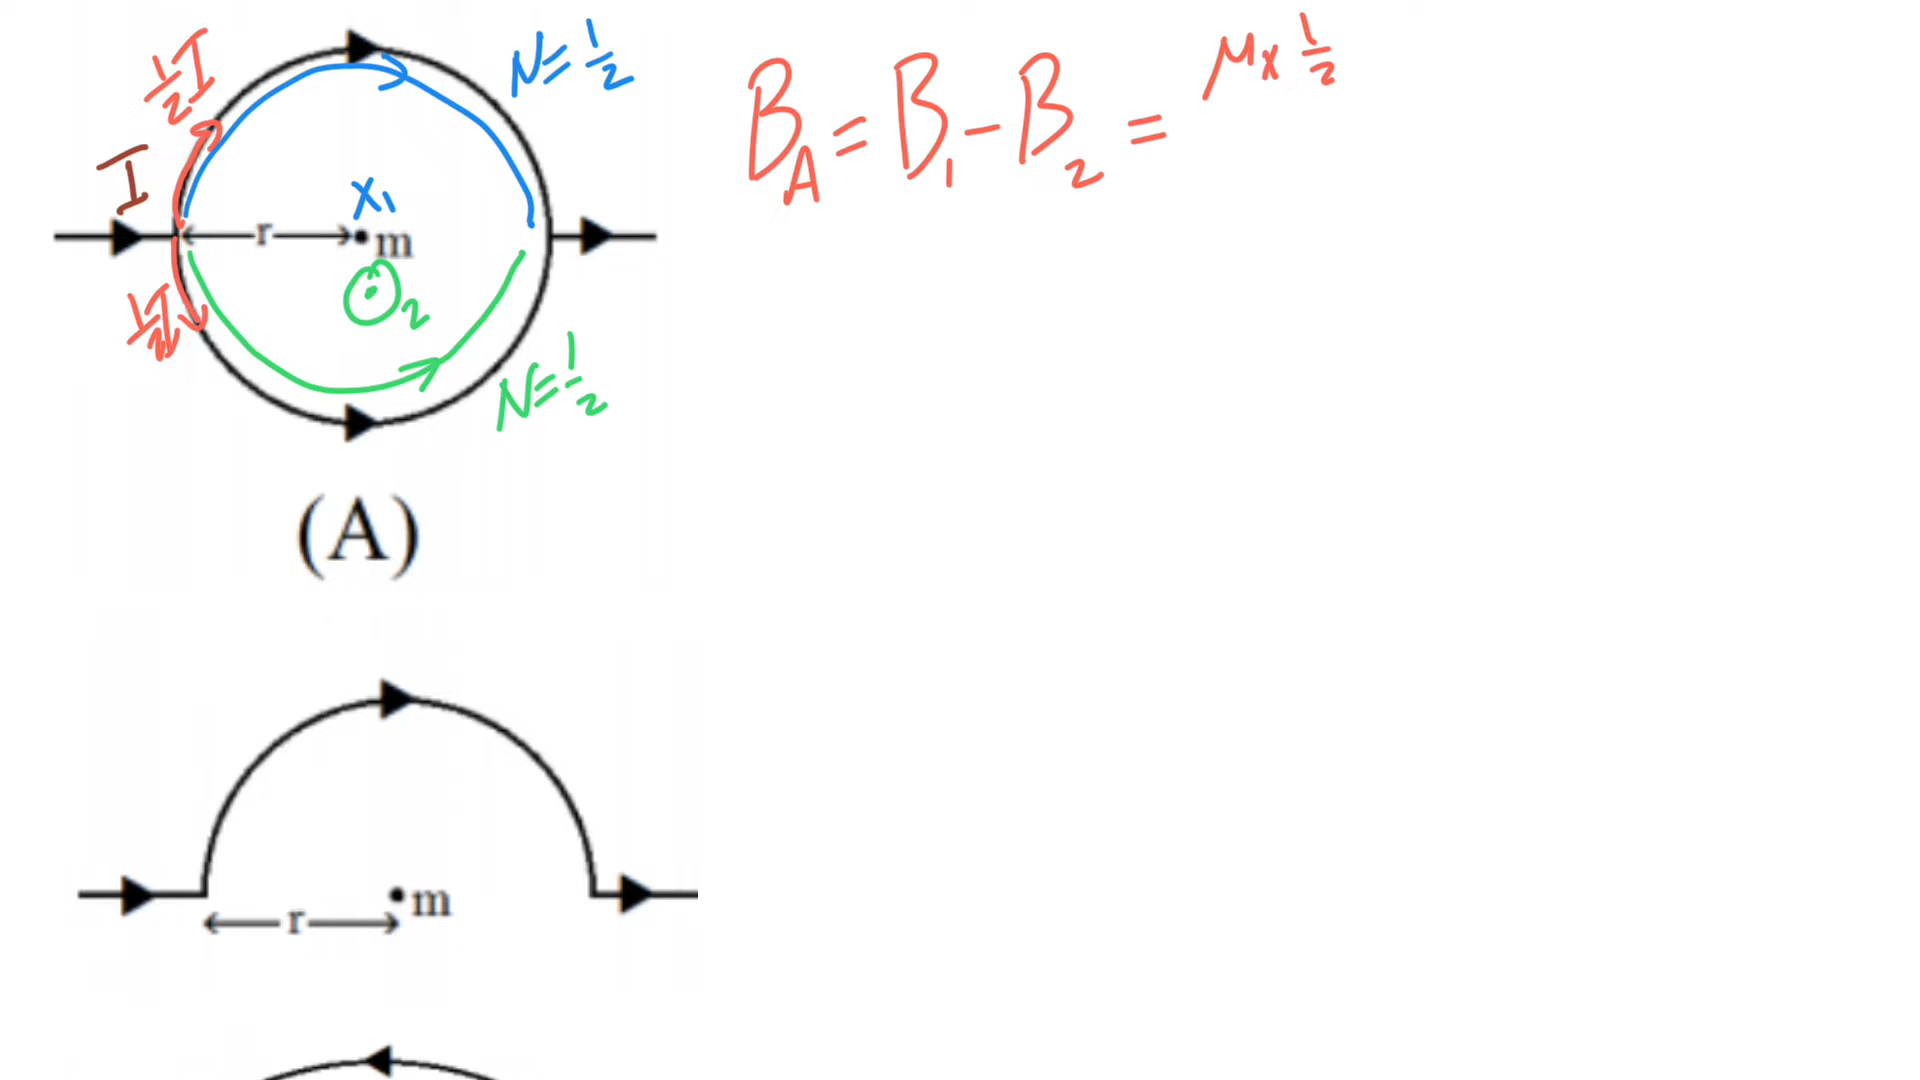 ½I
N=½
B_A = B₁ - B₂ = μ × ½
I
x₁
r
m
⊙₂
½I
N=½
(A)
m
r